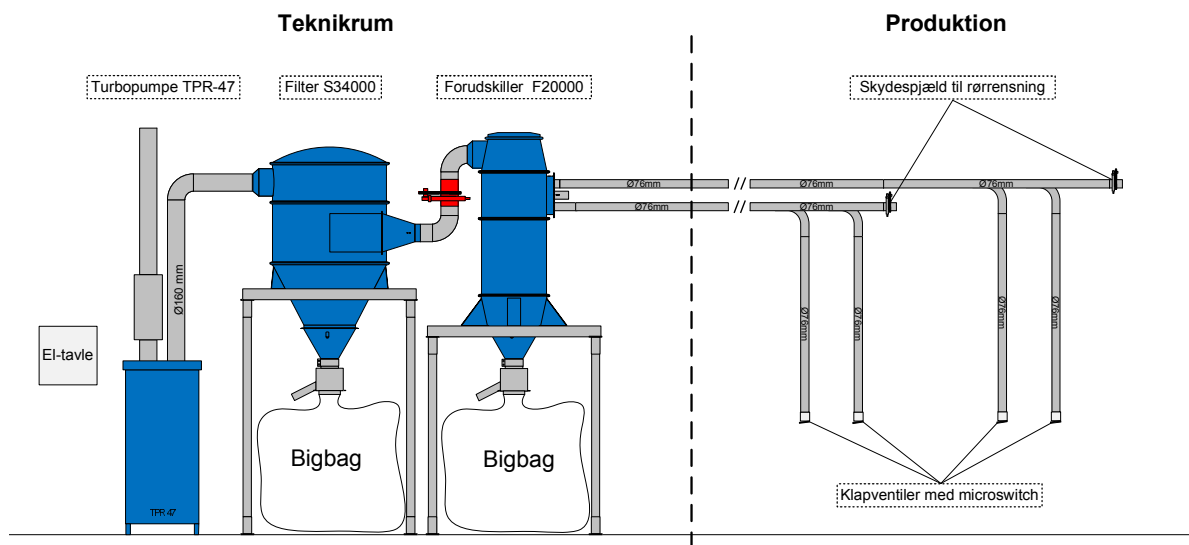 Teknikrum
Produktion
Turbopumpe TPR-47
Filter S34000
Forudskiller F20000
Skydespjæld til rørrensning
Ø76mm
Ø76mm
Ø76mm
Ø76mm
Ø76mm
Ø160 mm
Ø76mm
Ø76mm
Ø76mm
Ø76mm
El-tavle
Bigbag
Bigbag
Klapventiler med microswitch
TPR 47